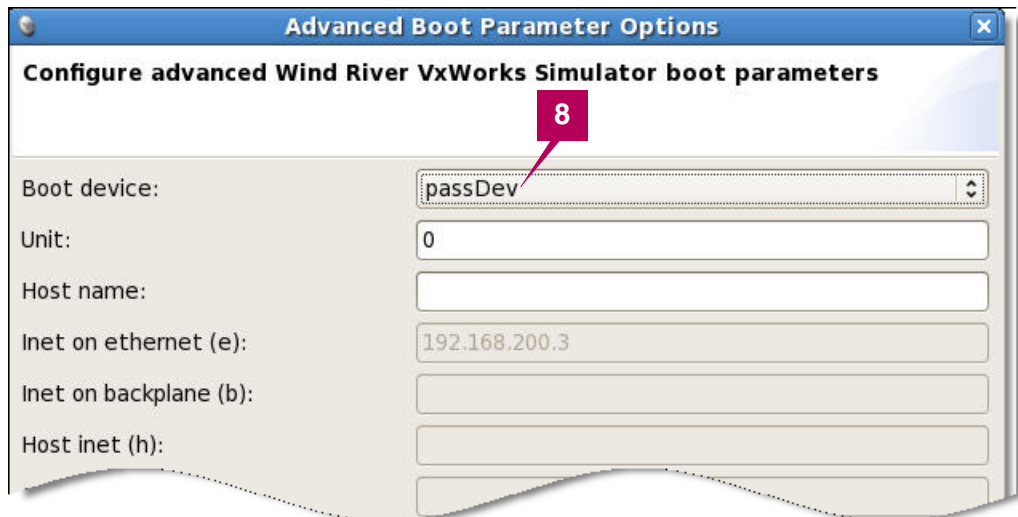 Advanced Boot Parameter Options
Configure advanced Wind River VxWorks Simulator boot parameters
8
Boot device: passDev
Unit: 0
Host name:
Inet on ethernet (e): 192.168.200.3
Inet on backplane (b):
Host inet (h):